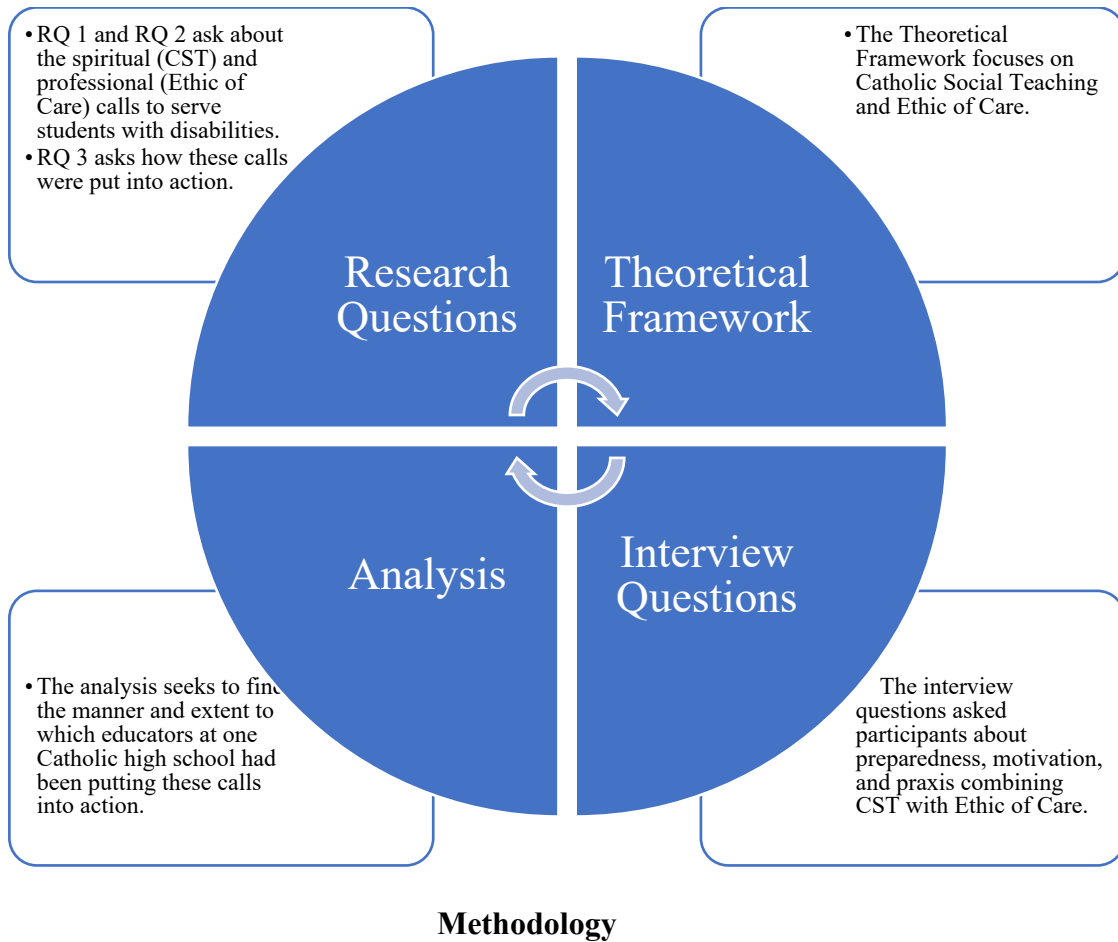 • RQ 1 and RQ 2 ask about
the spiritual (CST) and
professional (Ethic of
Care) calls to serve
students with disabilities.
• RQ 3 asks how these calls
were put into action.
• The Theoretical
Framework focuses on
Catholic Social Teaching
and Ethic of Care.
Research
Questions
Theoretical
Framework
Analysis
Interview
Questions
• The analysis seeks to find
the manner and extent to
which educators at one
Catholic high school had
been putting these calls
into action.
The interview
questions asked
participants about
preparedness, motivation,
and praxis combining
CST with Ethic of Care.
Methodology